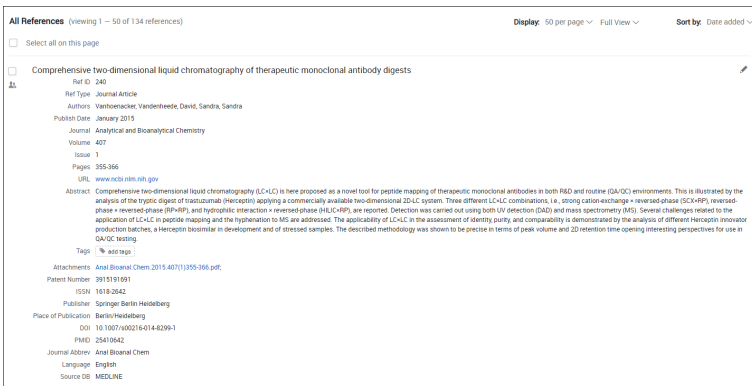 All References (viewing 1 – 50 of 134 references) Display: 50 per page Full View Sort by: Date added
Select all on this page
Comprehensive two-dimensional liquid chromatography of therapeutic monoclonal antibody digests
Ref ID 240
Ref Type Journal Article
Authors Vanhoenacker, Vandenheede, David, Sandra, Sandra
Publish Date January 2015
Journal Analytical and Bioanalytical Chemistry
Volume 407
Issue 1
Pages 355-366
URL www.ncbi.nlm.nih.gov
Abstract Comprehensive two-dimensional liquid chromatography (LC×LC) is here proposed as a novel tool for peptide mapping of therapeutic monoclonal antibodies in both R&D and routine (QA/QC) environments. This is illustrated by the
analysis of the tryptic digest of trastuzumab (Herceptin) applying a commercially available two-dimensional 2D-LC system. Three different LC×LC combinations, i.e., strong cation-exchange × reversed-phase (SCX×RP), reversed-
phase × reversed-phase (RP×RP), and hydrophilic interaction × reversed-phase (HILIC×RP), are reported. Detection was carried out using both UV detection (DAD) and mass spectrometry (MS). Several challenges related to the
application of LC×LC in peptide mapping and the hyphenation to MS are addressed. The applicability of LC×LC in the assessment of identity, purity, and comparability is demonstrated by the analysis of different Herceptin innovator
production batches, a Herceptin biosimilar in development and of stressed samples. The described methodology was shown to be precise in terms of peak volume and 2D retention time opening interesting perspectives for use in
QA/QC testing.
Tags add tags
Attachments Anal.Bioanal.Chem.2015.407(1)355-366.pdf;
Patent Number 3915191691
ISSN 1618-2642
Publisher Springer Berlin Heidelberg
Place of Publication Berlin/Heidelberg
DOI 10.1007/s00216-014-8299-1
PMID 25410642
Journal Abbrev Anal Bioanal Chem
Language English
Source DB MEDLINE